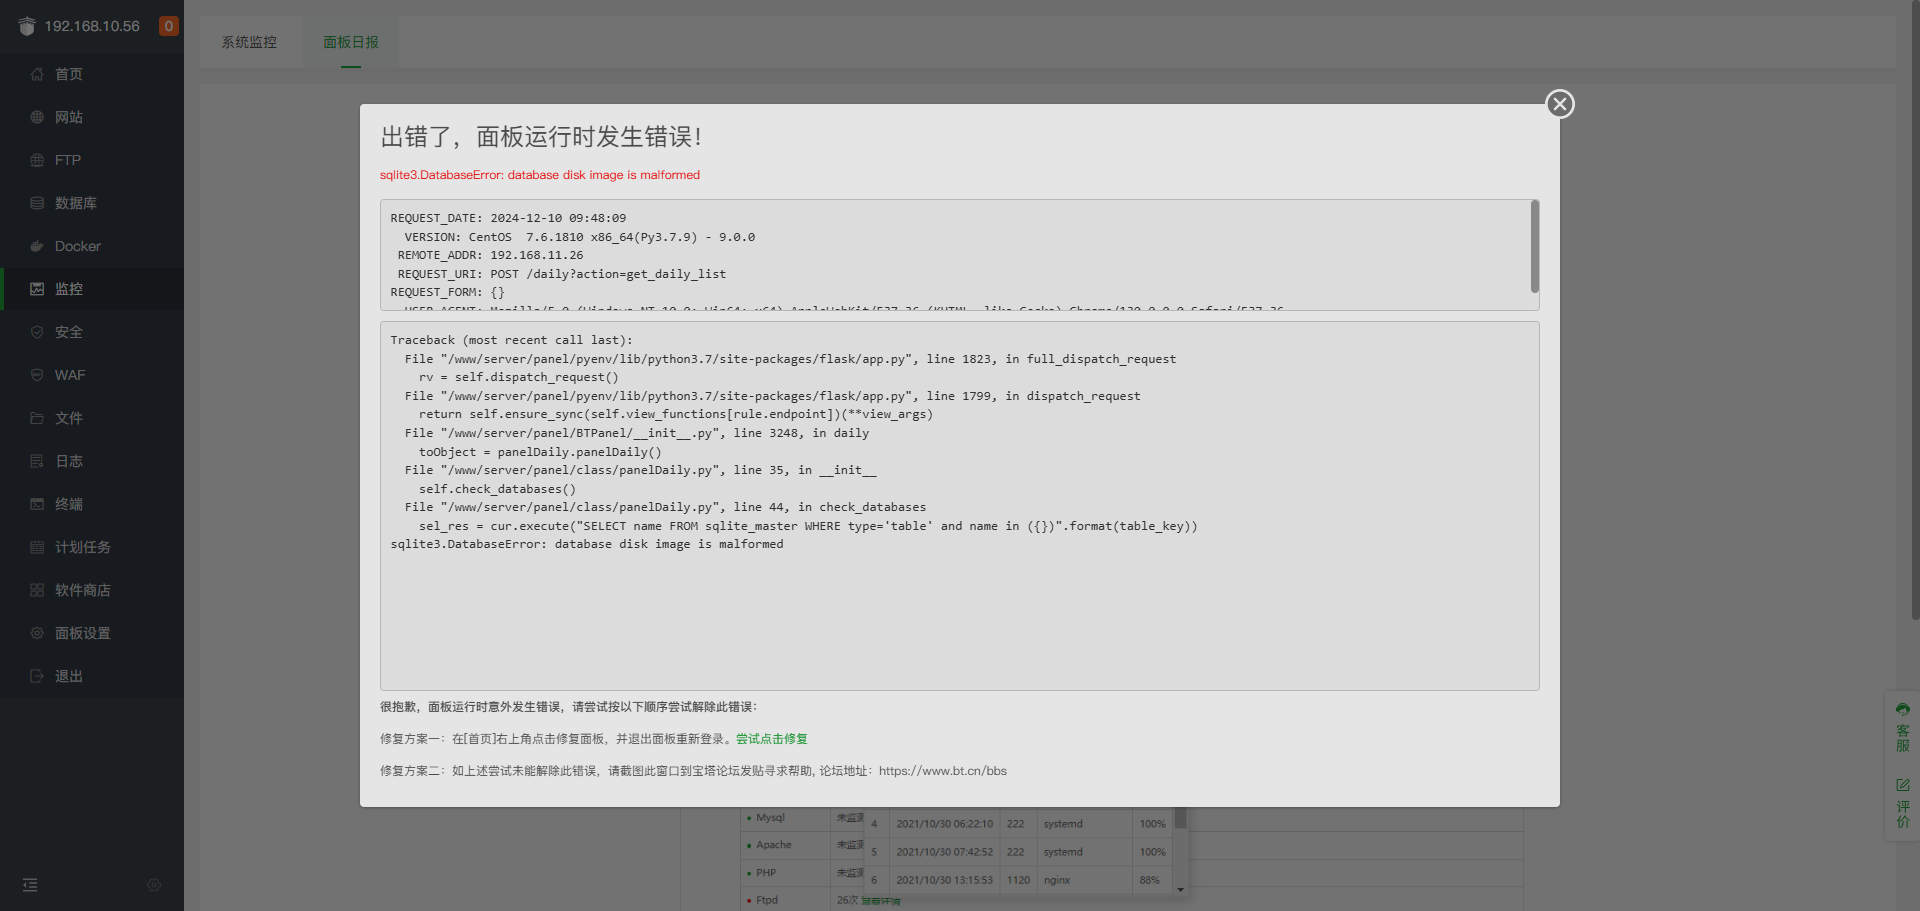 192.168.10.56
0
首页
网站
FTP
数据库
Docker
监控
安全
WAF
文件
日志
终端
计划任务
软件商店
面板设置
退出
系统监控
面板日报
出错了，面板运行时发生错误！
sqlite3.DatabaseError: database disk image is malformed
REQUEST_DATE: 2024-12-10 09:48:09
VERSION: CentOS  7.6.1810 x86_64(Py3.7.9) - 9.0.0
REMOTE_ADDR: 192.168.11.26
REQUEST_URI: POST /daily?action=get_daily_list
REQUEST_FORM: {}
Traceback (most recent call last):
File "/www/server/panel/pyenv/lib/python3.7/site-packages/flask/app.py", line 1823, in full_dispatch_request
rv = self.dispatch_request()
File "/www/server/panel/pyenv/lib/python3.7/site-packages/flask/app.py", line 1799, in dispatch_request
return self.ensure_sync(self.view_functions[rule.endpoint])(**view_args)
File "/www/server/panel/BTPanel/__init__.py", line 3248, in daily
toObject = panelDaily.panelDaily()
File "/www/server/panel/class/panelDaily.py", line 35, in __init__
self.check_databases()
File "/www/server/panel/class/panelDaily.py", line 44, in check_databases
sel_res = cur.execute("SELECT name FROM sqlite_master WHERE type='table' and name in ({})".format(table_key))
sqlite3.DatabaseError: database disk image is malformed
很抱歉，面板运行时意外发生错误，请尝试按以下顺序尝试解除此错误：
修复方案一：在[首页]右上角点击修复面板，并退出面板重新登录。尝试点击修复
修复方案二：如上述尝试未能解除此错误，请截图此窗口到宝塔论坛发贴寻求帮助, 论坛地址：https://www.bt.cn/bbs
Mysql 未监测 4 2021/10/30 06:22:10 222 systemd 100%
Apache 未监测 5 2021/10/30 07:42:52 222 systemd 100%
PHP 未监测 6 2021/10/30 13:15:53 1120 nginx 88%
Ftpd 26次 查看详情
客服
评价